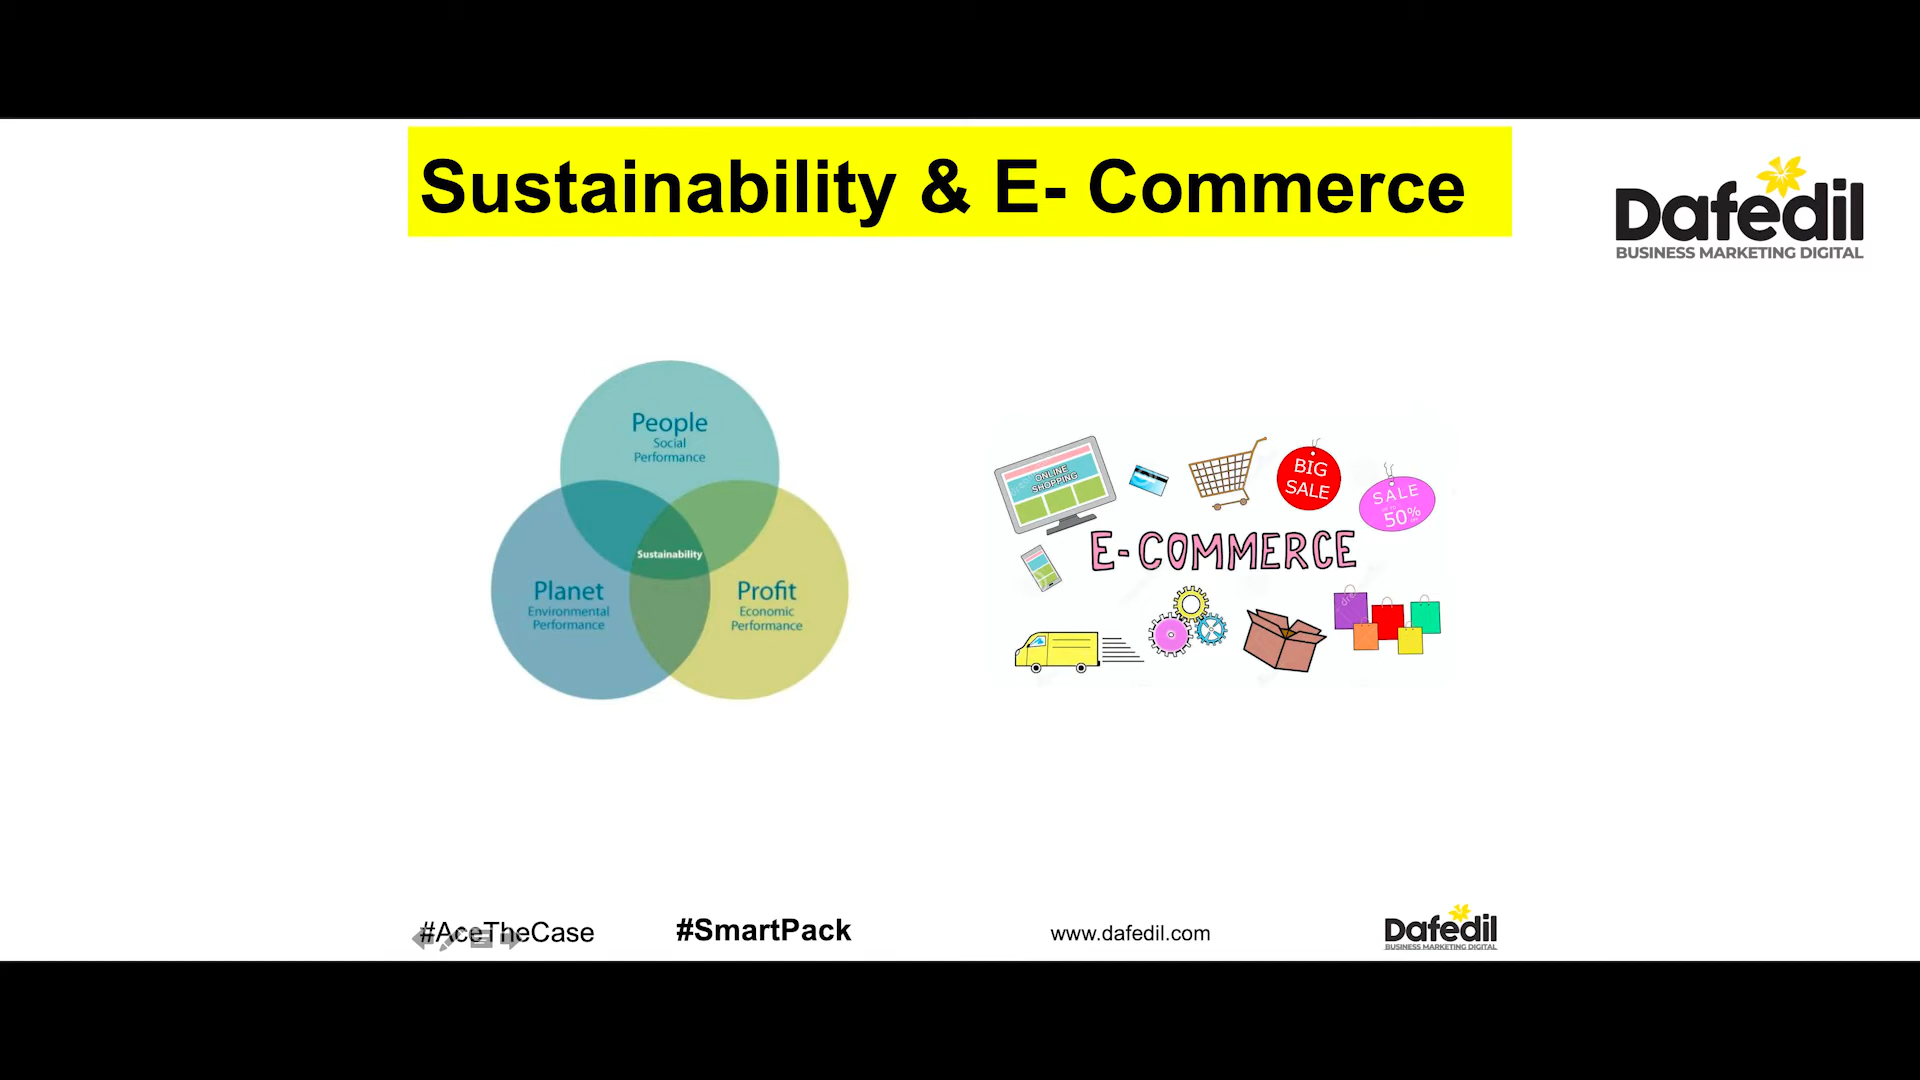 Sustainability & E- Commerce
Dafedil
BUSINESS MARKETING DIGITAL
People
Social
Performance
Sustainability
Planet
Environmental
Performance
Profit
Economic
Performance
ONLINE
SHOPPING
BIG
SALE
SALE
50%
E-COMMERCE
#AceTheCase
#SmartPack
www.dafedil.com
Dafedil
BUSINESS MARKETING DIGITAL